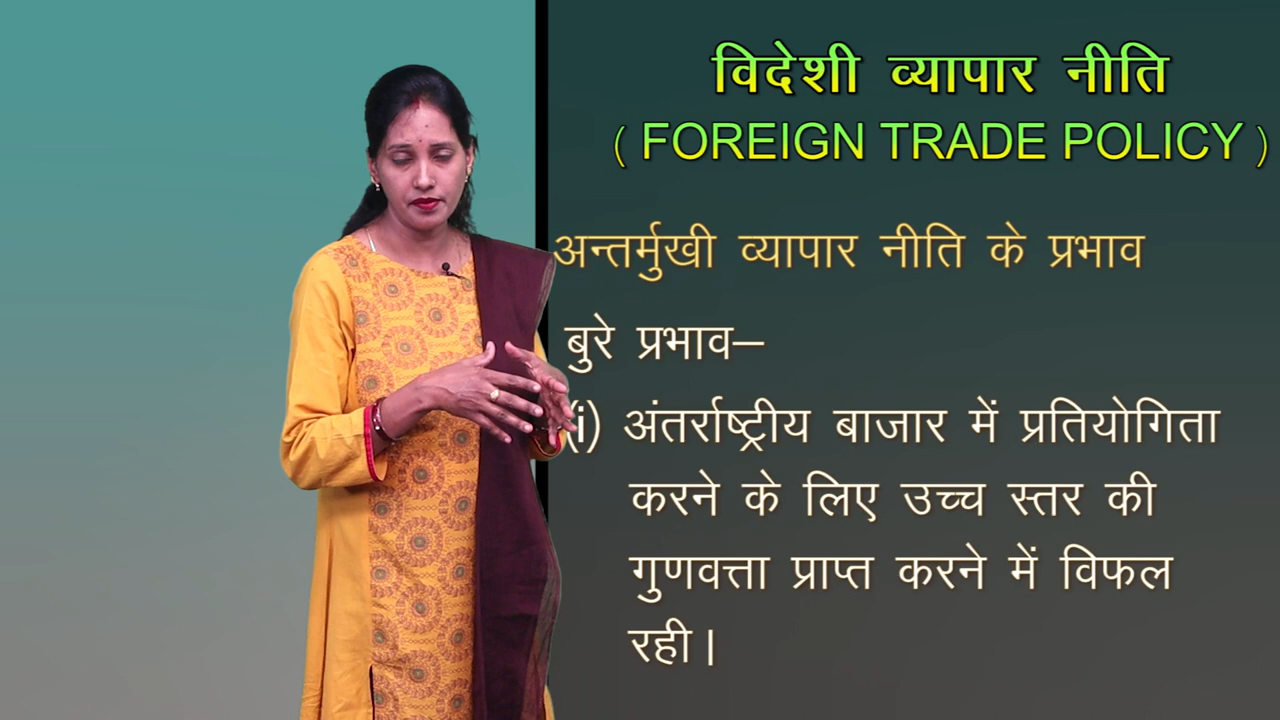 विदेशी व्यापार नीति
( FOREIGN TRADE POLICY )
अन्तर्मुखी व्यापार नीति के प्रभाव
बुरे प्रभाव–
(i) अंतर्राष्ट्रीय बाजार में प्रतियोगिता
करने के लिए उच्च स्तर की
गुणवत्ता प्राप्त करने में विफल
रही।